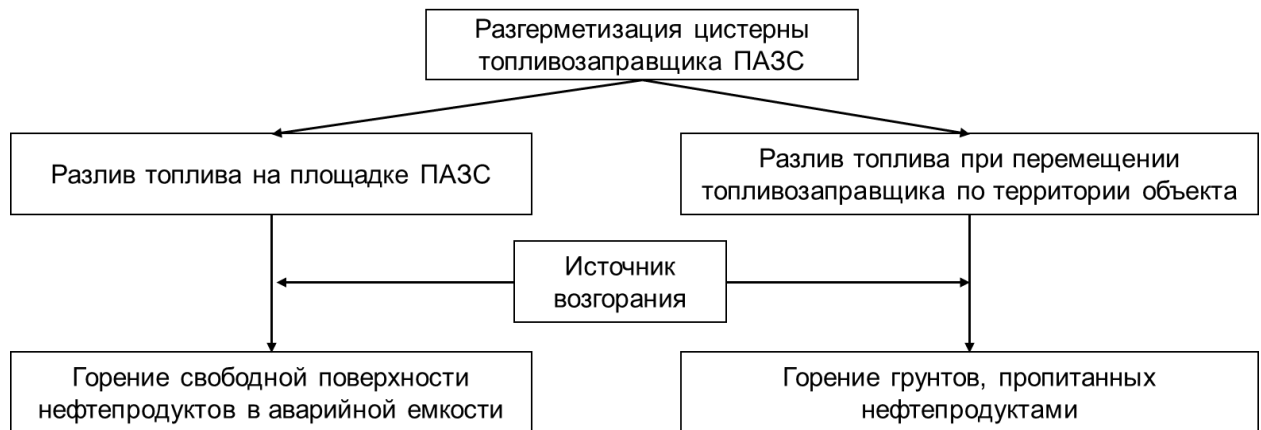 Разгерметизация цистерны
топливозаправщика ПАЗС
Разлив топлива на площадке ПАЗС
Разлив топлива при перемещении
топливозаправщика по территории объекта
Источник
возгорания
Горение свободной поверхности
нефтепродуктов в аварийной емкости
Горение грунтов, пропитанных
нефтепродуктами